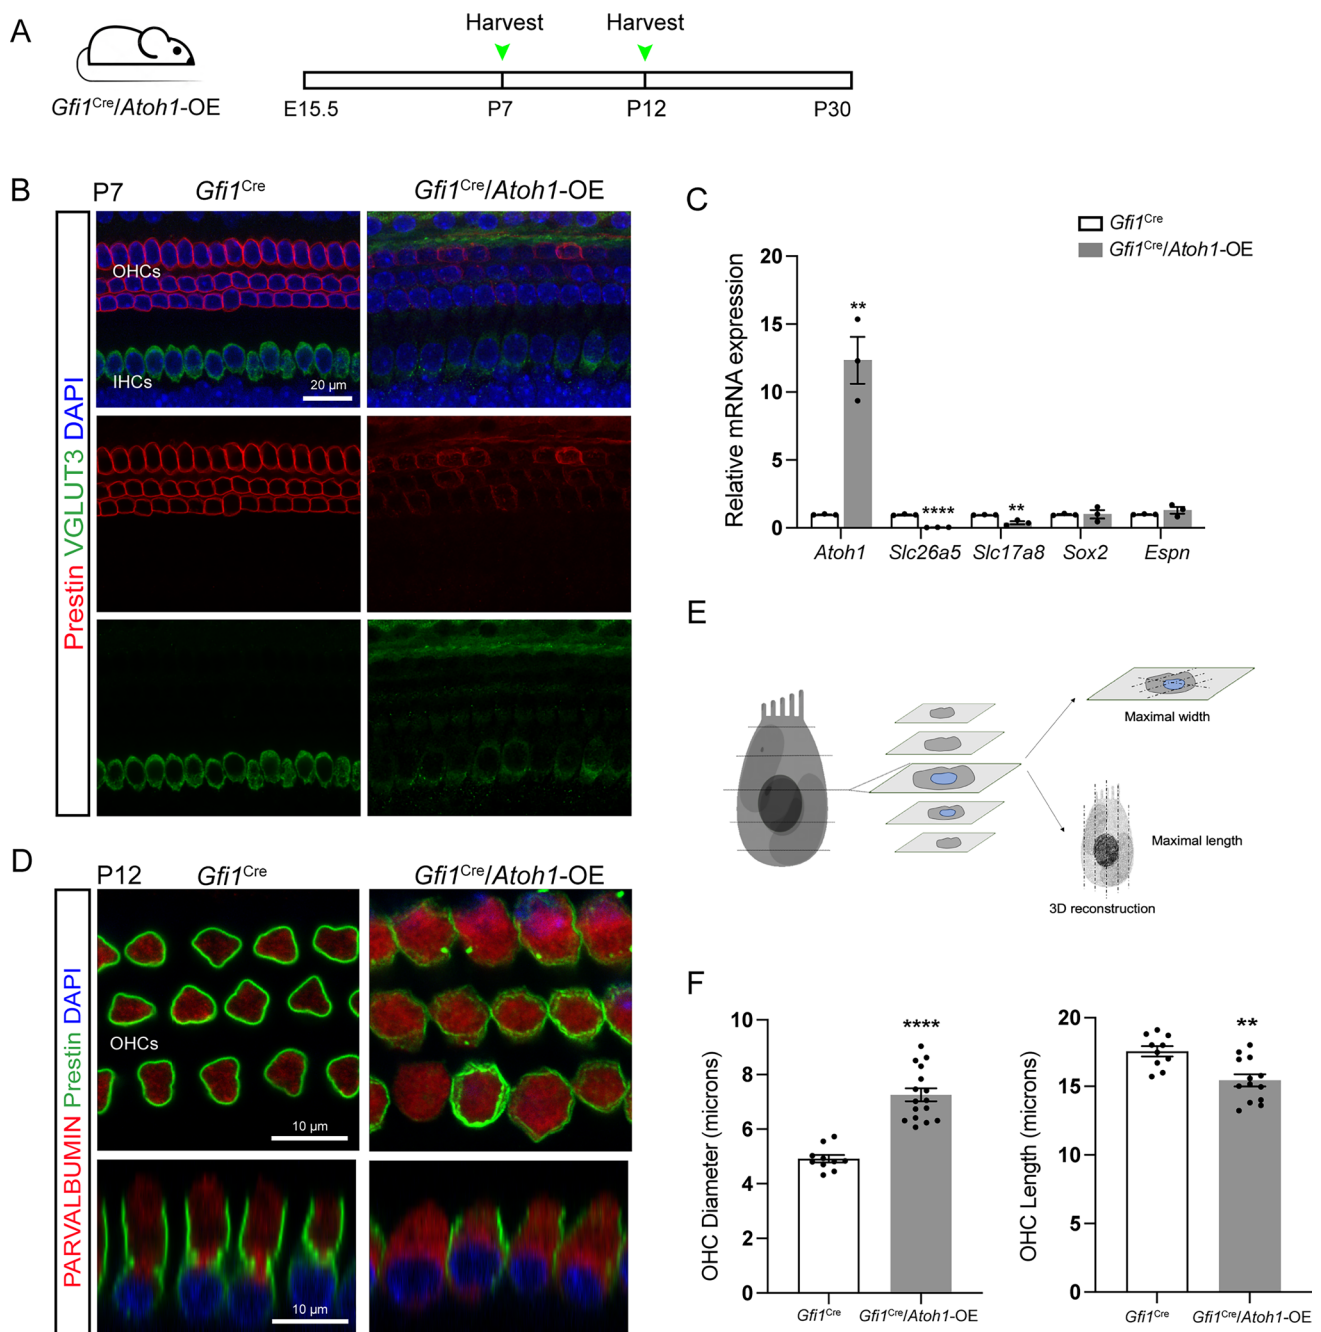 A
Gfi1Cre/Atoh1-OE
Harvest Harvest
E15.5 P7 P12 P30
B
P7 Gfi1Cre Gfi1Cre/Atoh1-OE
Prestin VGLUT3 DAPI
OHCs
IHCs
20 µm
C
Gfi1Cre
Gfi1Cre/Atoh1-OE
Relative mRNA expression
20
15
10
5
0
**
****
**
Atoh1 Slc26a5 Slc17a8 Sox2 Espn
D
P12 Gfi1Cre Gfi1Cre/Atoh1-OE
PARVALBUMIN Prestin DAPI
OHCs
10 µm
10 µm
E
Maximal width
Maximal length
3D reconstruction
F
OHC Diameter (microns)
10
8
6
4
2
0
****
Gfi1Cre Gfi1Cre/Atoh1-OE
OHC Length (microns)
20
15
10
5
0
**
Gfi1Cre Gfi1Cre/Atoh1-OE